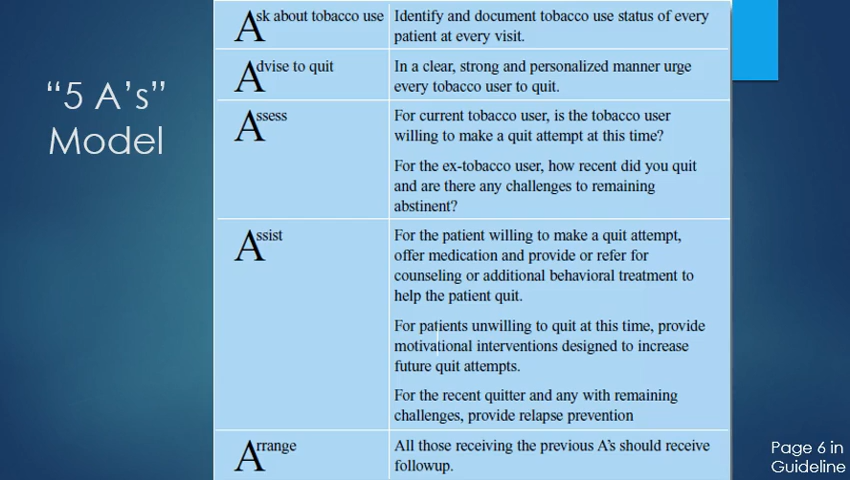 "5 A's"
Model
Ask about tobacco use
Identify and document tobacco use status of every
patient at every visit.
Advise to quit
In a clear, strong and personalized manner urge
every tobacco user to quit.
Assess
For current tobacco user, is the tobacco user
willing to make a quit attempt at this time?
For the ex-tobacco user, how recent did you quit
and are there any challenges to remaining
abstinent?
Assist
For the patient willing to make a quit attempt,
offer medication and provide or refer for
counseling or additional behavioral treatment to
help the patient quit.
For patients unwilling to quit at this time, provide
motivational interventions designed to increase
future quit attempts.
For the recent quitter and any with remaining
challenges, provide relapse prevention
Arrange
All those receiving the previous A's should receive
followup.
Page 6 in
Guideline